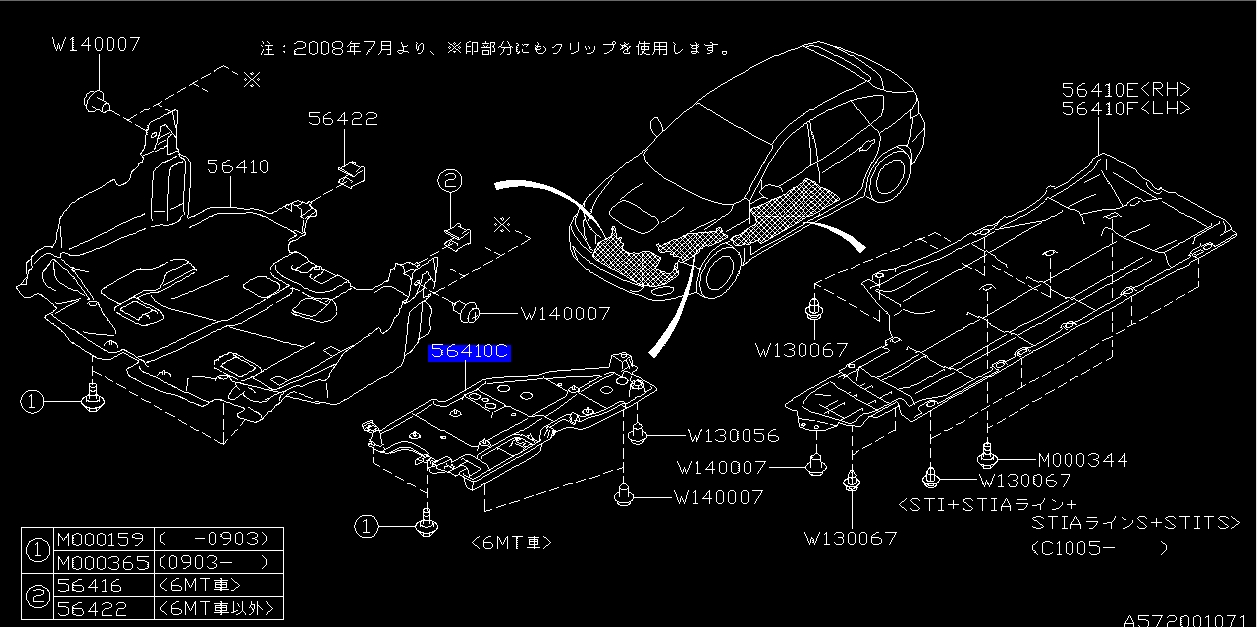 W140007
注：2008年7月より、※印部分にもクリップを使用します。
※
56422
56410
②
※
56410E<RH>
56410F<LH>
W140007
56410C
W130067
①
W130056
W140007
W140007
M000344
W130067
<STI+STIAライン+
STIAラインS+STITS>
(C1005-    )
W130067
①
<6MT車>
① M000159 (   -0903)
M000365 (0903-   )
② 56416 <6MT車>
56422 <6MT車以外>
A572001071